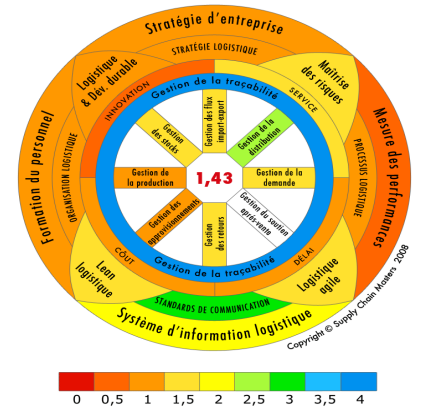 Stratégie d'entreprise
STRATÉGIE LOGISTIQUE
Logistique
& Dév. durable
Maîtrise
des risques
INNOVATION
Gestion de la traçabilité
SERVICE
Formation du personnel
ORGANISATION LOGISTIQUE
Gestion des flux
import-export
Gestion
des stocks
Gestion de la
distribution
Gestion de
la production
1,43
Gestion de la
demande
Gestion des
approvisionnements
Gestion
des retours
Gestion du soutien
après-vente
PROCESSUS LOGISTIQUE
Mesure des performances
COÛT
Gestion de la traçabilité
DÉLAI
Lean
logistique
Logistique
agile
STANDARDS DE COMMUNICATION
Système d'information logistique
Copyright © Supply Chain Masters 2008
0 0,5 1 1,5 2 2,5 3 3,5 4